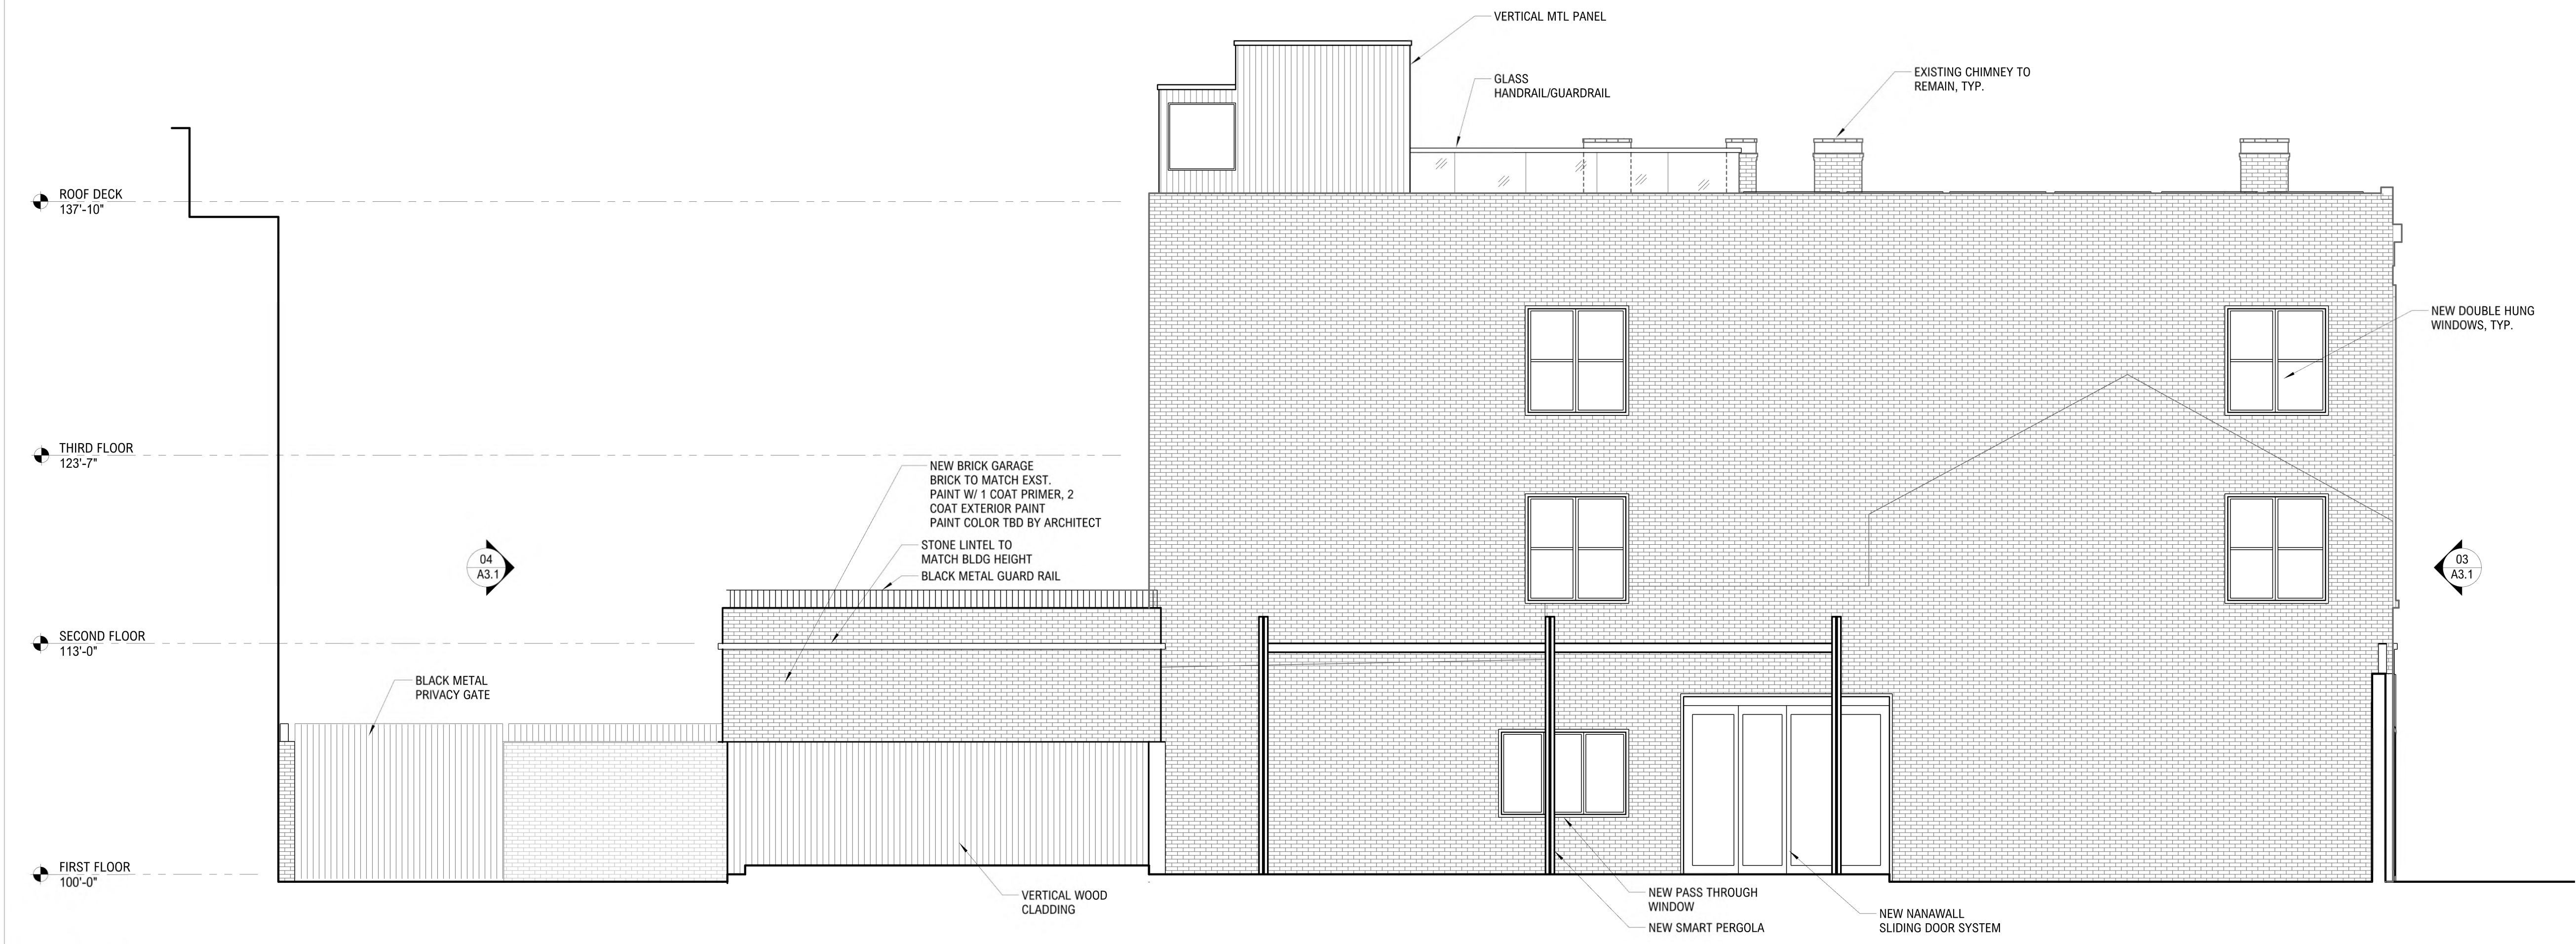 VERTICAL MTL PANEL
GLASS
HANDRAIL/GUARDRAIL
EXISTING CHIMNEY TO
REMAIN, TYP.
ROOF DECK
137'-10"
NEW DOUBLE HUNG
WINDOWS, TYP.
THIRD FLOOR
123'-7"
NEW BRICK GARAGE
BRICK TO MATCH EXST.
PAINT W/ 1 COAT PRIMER, 2
COAT EXTERIOR PAINT
PAINT COLOR TBD BY ARCHITECT
STONE LINTEL TO
MATCH BLDG HEIGHT
BLACK METAL GUARD RAIL
04
A3.1
03
A3.1
SECOND FLOOR
113'-0"
BLACK METAL
PRIVACY GATE
FIRST FLOOR
100'-0"
VERTICAL WOOD
CLADDING
NEW PASS THROUGH
WINDOW
NEW SMART PERGOLA
NEW NANAWALL
SLIDING DOOR SYSTEM